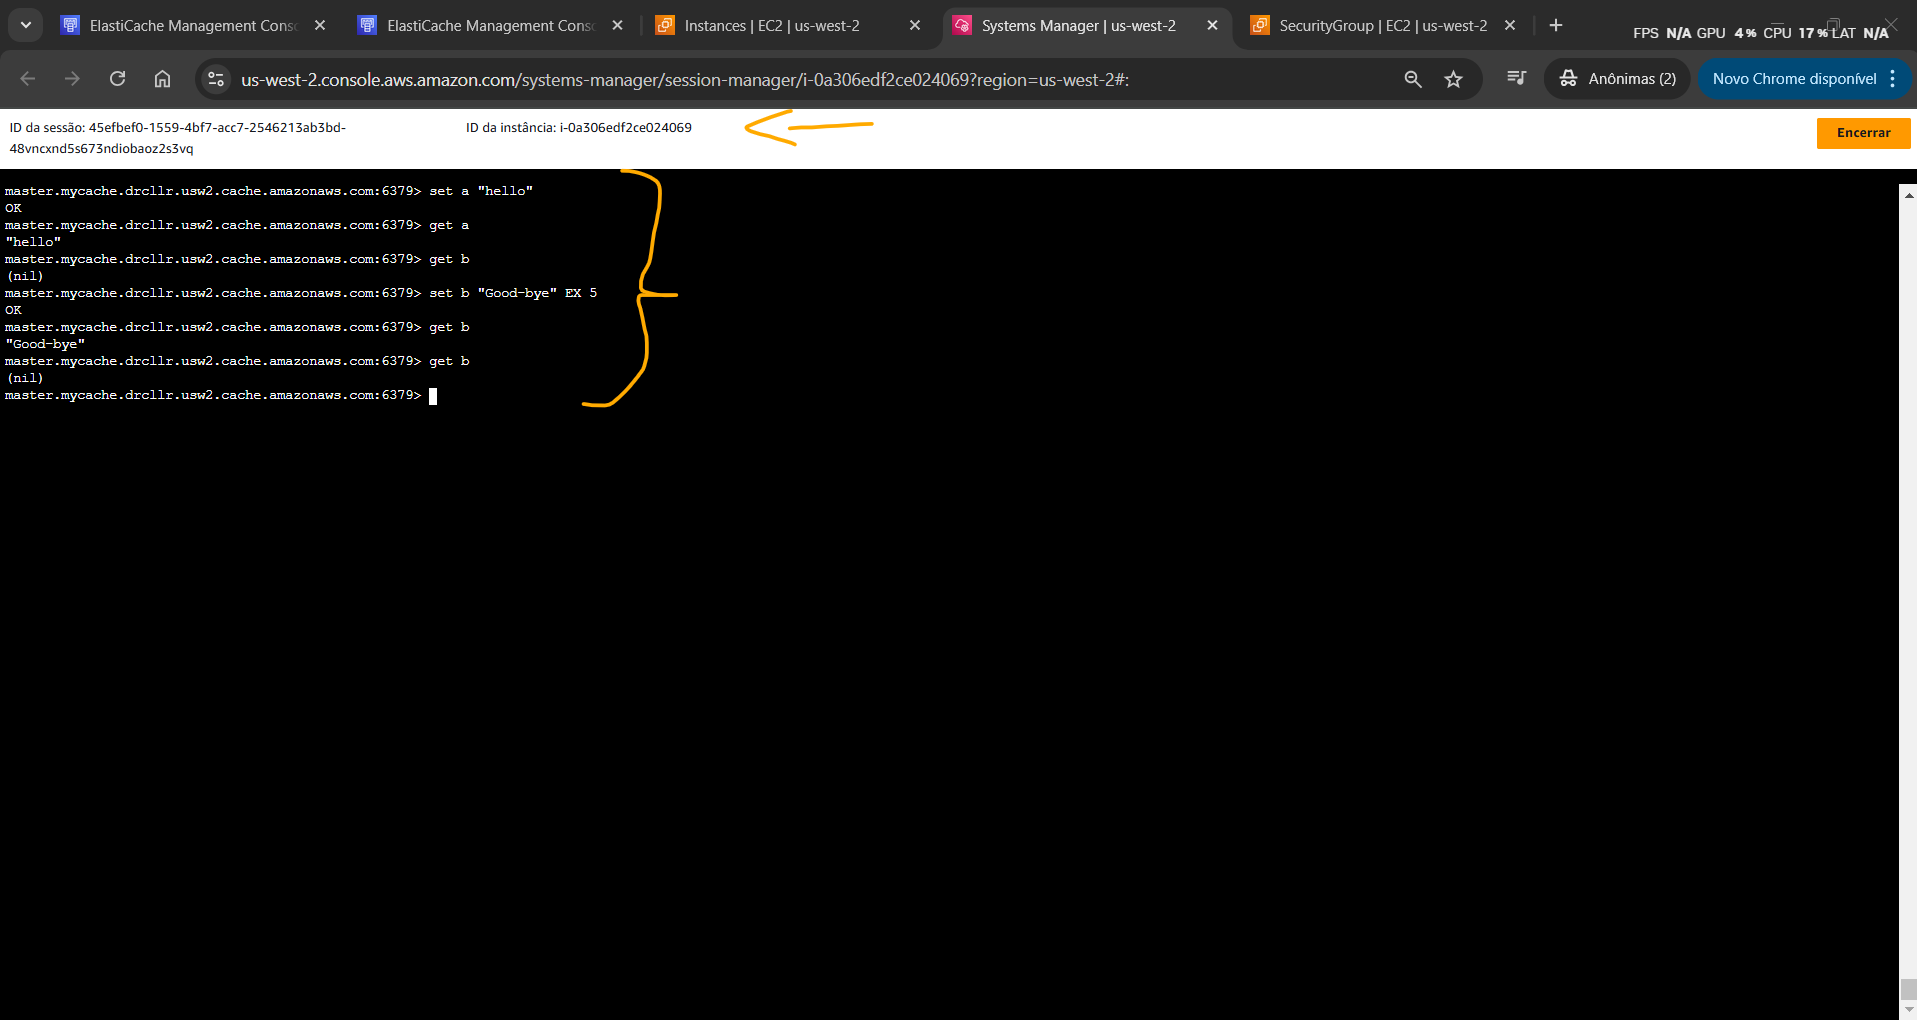 ElastiCache Management Conso
ElastiCache Management Conso
Instances | EC2 | us-west-2
Systems Manager | us-west-2
SecurityGroup | EC2 | us-west-2
FPS N/A GPU 4% CPU 17% LAT N/A
us-west-2.console.aws.amazon.com/systems-manager/session-manager/i-0a306edf2ce024069?region=us-west-2#:
Anônimas (2)
Novo Chrome disponível
ID da sessão: 45efbef0-1559-4bf7-acc7-2546213ab3bd-
48vncxnd5s673ndiobaoz2s3vq
ID da instância: i-0a306edf2ce024069
Encerrar
master.mycache.drcllr.usw2.cache.amazonaws.com:6379> set a "hello"
OK
master.mycache.drcllr.usw2.cache.amazonaws.com:6379> get a
"hello"
master.mycache.drcllr.usw2.cache.amazonaws.com:6379> get b
(nil)
master.mycache.drcllr.usw2.cache.amazonaws.com:6379> set b "Good-bye" EX 5
OK
master.mycache.drcllr.usw2.cache.amazonaws.com:6379> get b
"Good-bye"
master.mycache.drcllr.usw2.cache.amazonaws.com:6379> get b
(nil)
master.mycache.drcllr.usw2.cache.amazonaws.com:6379>